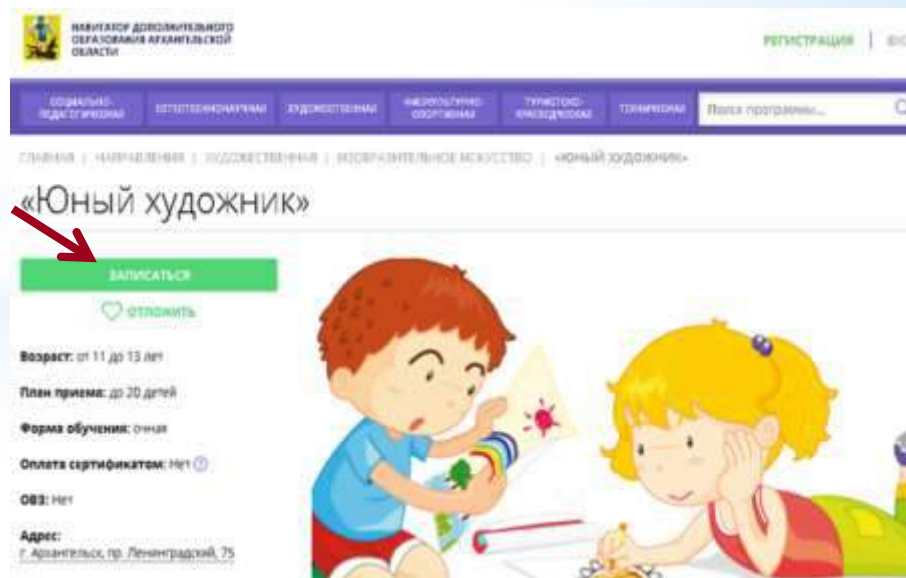 НАВИГАТОР ДОПОЛНИТЕЛЬНОГО
ОБРАЗОВАНИЯ АРХАНГЕЛЬСКОЙ
ОБЛАСТИ
РЕГИСТРАЦИЯ |
СОЦИАЛЬНО-ПЕДАГОГИЧЕСКАЯ ЕСТЕСТВЕННОНАУЧНАЯ ХУДОЖЕСТВЕННАЯ ФИЗКУЛЬТУРНО-СПОРТИВНАЯ ТУРИСТСКО-КРАЕВЕДЧЕСКАЯ ТЕХНИЧЕСКАЯ Поиск программы...
ГЛАВНАЯ | НАПРАВЛЕНИЯ | ХУДОЖЕСТВЕННАЯ | ИЗОБРАЗИТЕЛЬНОЕ ИСКУССТВО | «ЮНЫЙ ХУДОЖНИК»
«Юный художник»
ЗАПИСАТЬСЯ
ОТЛОЖИТЬ
Возраст: от 11 до 13 лет
План приема: до 20 детей
Форма обучения: очная
Оплата сертификатом: Нет ?
ОВЗ: Нет
Адрес:
г. Архангельск, пр. Ленинградский, 75